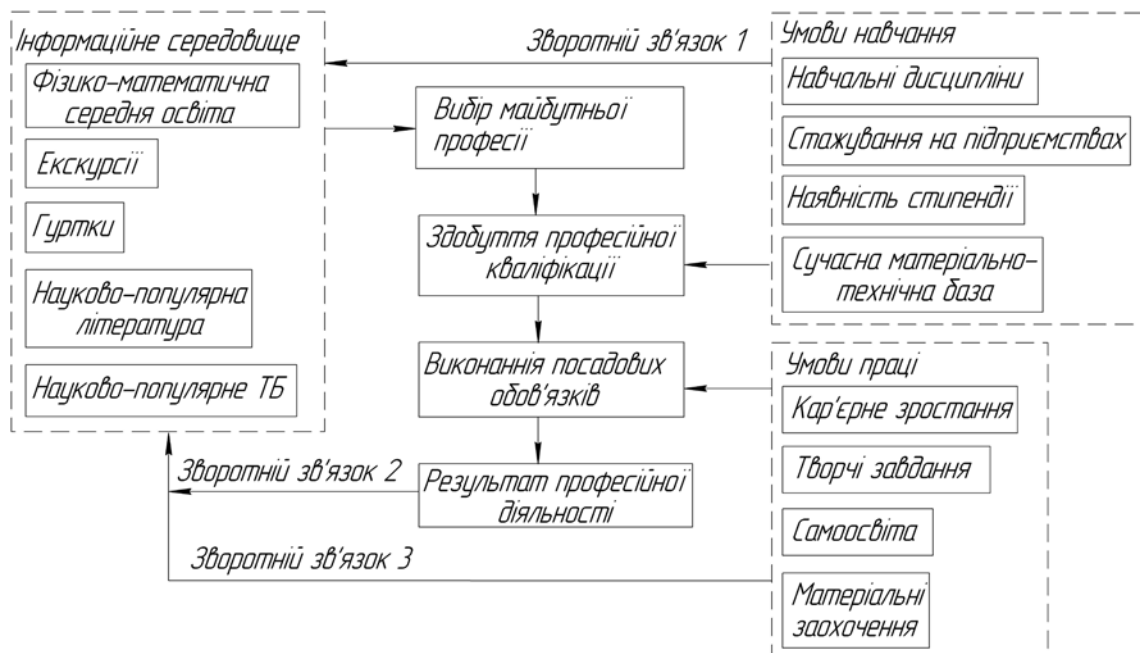 Інформаційне середовище
Фізико-математична
середня освіта
Екскурсії
Гуртки
Науково-популярна
література
Науково-популярне ТБ
Зворотній зв'язок 1
Вибір майбутньої
професії
Здобуття професійної
кваліфікації
Виконаннія посадових
обов'язків
Результат професійної
діяльності
Зворотній зв'язок 2
Зворотній зв'язок 3
Умови навчання
Навчальні дисципліни
Стажування на підприємствах
Наявність стипендії
Сучасна матеріально-
технічна база
Умови праці
Кар'єрне зростання
Творчі завдання
Самоосвіта
Матеріальні
заохочення